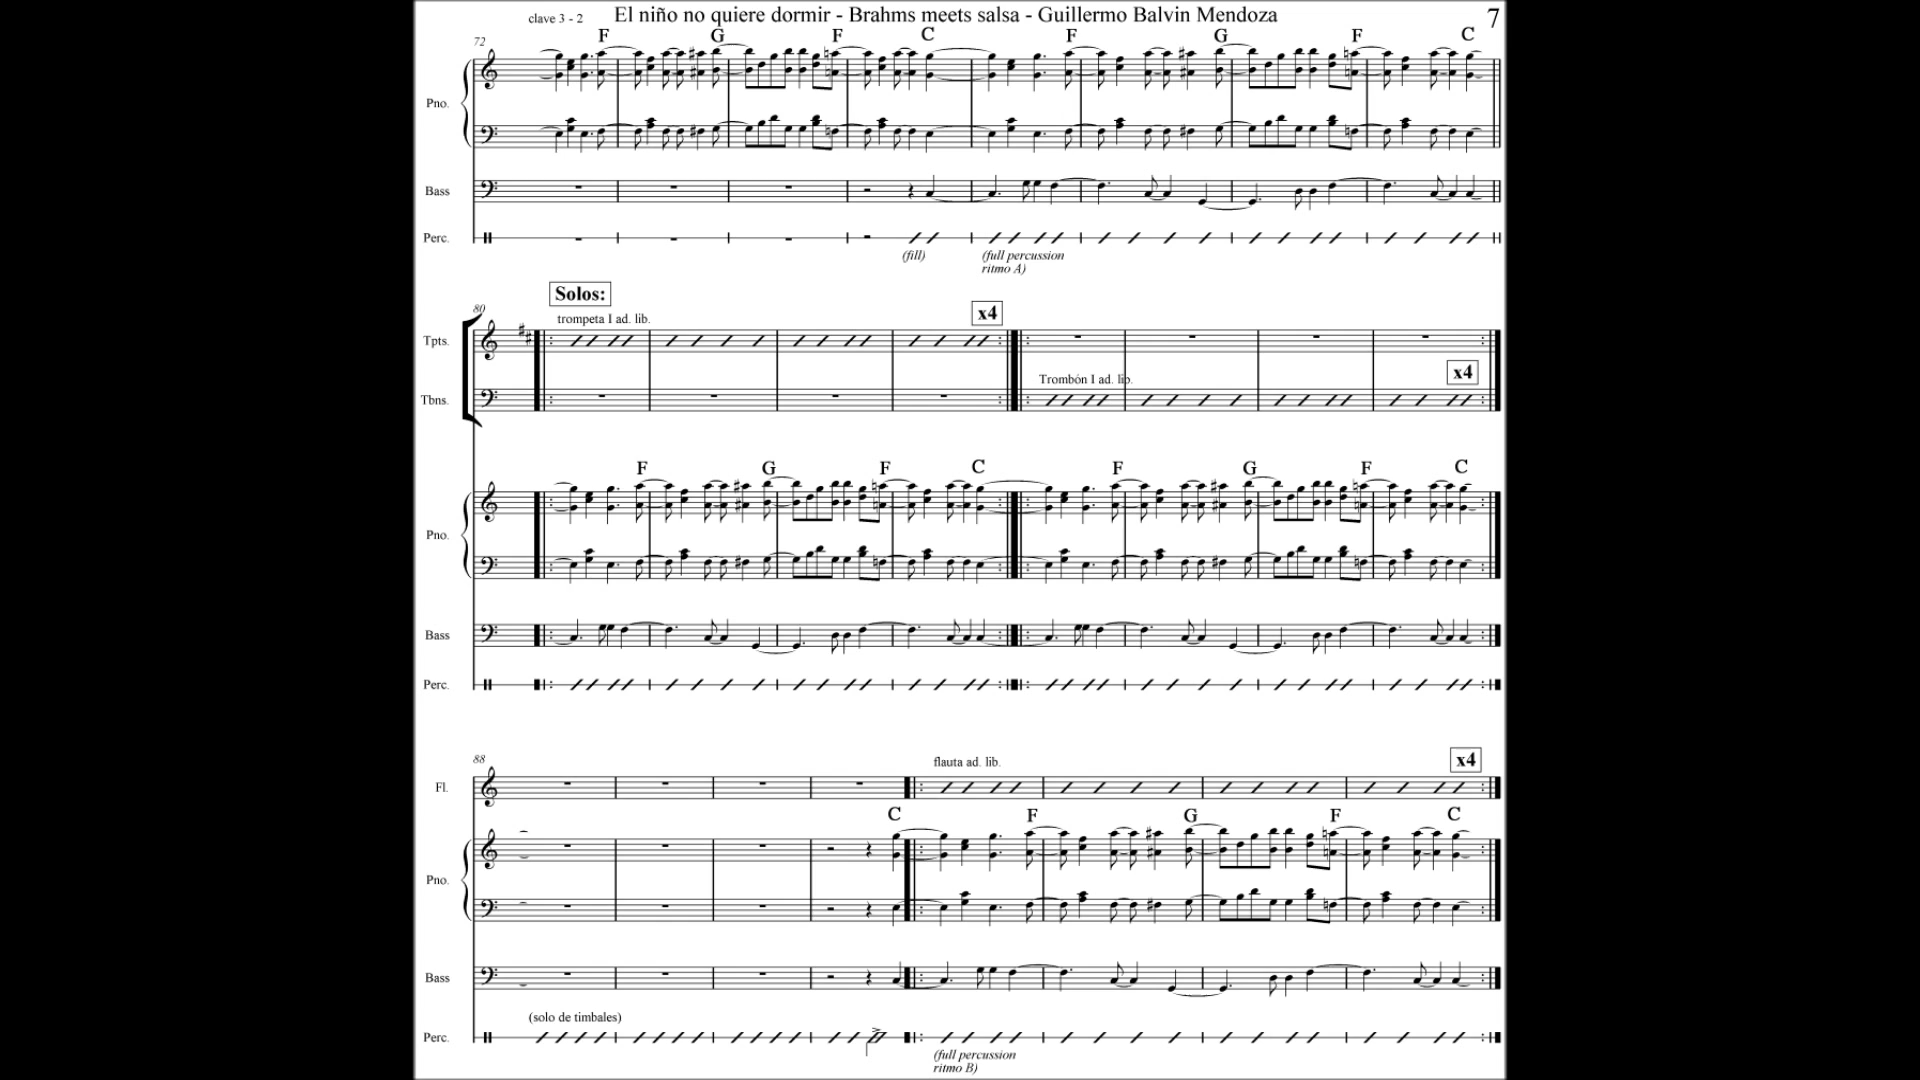 clave 3 - 2
El niño no quiere dormir - Brahms meets salsa - Guillermo Balvin Mendoza
7
72
F G F C F G F C
Pno.
Bass
Perc.
(fill)
(full percussion
ritmo A)
Solos:
80
trompeta I ad. lib.
x4
Tpts.
Trombón I ad. lib.
x4
Tbns.
F G F C F G F C
Pno.
Bass
Perc.
88
flauta ad. lib.
x4
Fl.
C F G F C
Pno.
Bass
(solo de timbales)
Perc.
(full percussion
ritmo B)